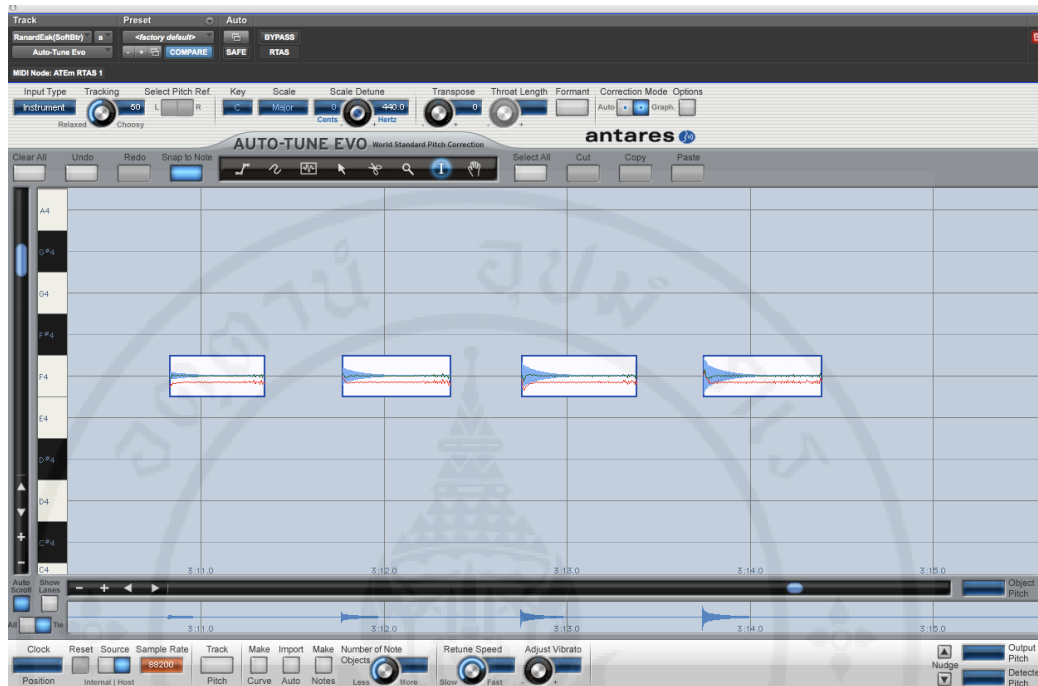 Track Preset Auto
RanardEak(SoftBtr) a <factory default> BYPASS
Auto-Tune Evo - + COMPARE SAFE RTAS
MIDI Node: ATEm RTAS 1
Input Type Tracking Select Pitch Ref. Key Scale Scale Detune Transpose Throat Length Formant Correction Mode Options
Instrument 50 L R C Major 0 440.0 0 Auto Graph.
Relaxed Choosy Cents - + Hertz - + - +
antares
AUTO-TUNE EVO World Standard Pitch Correction
Clear All Undo Redo Snap to Note Select All Cut Copy Paste
A4
G#4
G4
F#4
F4
E4
D#4
D4
C#4
C4
3:11.0 3:12.0 3:13.0 3:14.0 3:15.0
Auto Scroll Show Lanes - + Object Pitch
All Tie
3:11.0 3:12.0 3:13.0 3:14.0 3:15.0
Clock Reset Source Sample Rate Track Make Import Make Number of Note Objects Retune Speed Adjust Vibrato
88200
Position Internal | Host Pitch Curve Auto Notes Less More Slow Fast - +
Nudge
Output Pitch
Pitch